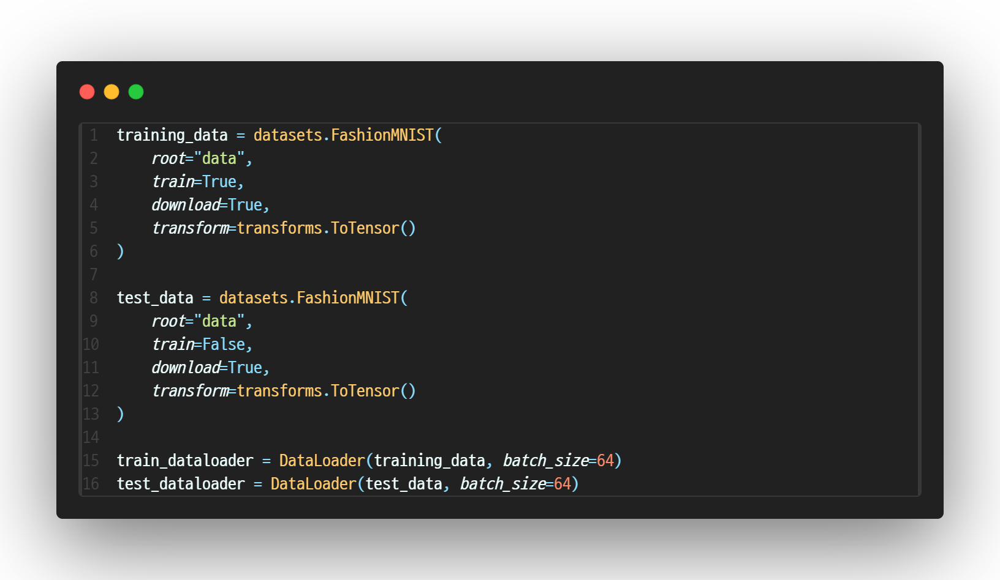 1 training_data = datasets.FashionMNIST(
2     root="data",
3     train=True,
4     download=True,
5     transform=transforms.ToTensor()
6 )
7
8 test_data = datasets.FashionMNIST(
9     root="data",
10     train=False,
11     download=True,
12     transform=transforms.ToTensor()
13 )
14
15 train_dataloader = DataLoader(training_data, batch_size=64)
16 test_dataloader = DataLoader(test_data, batch_size=64)